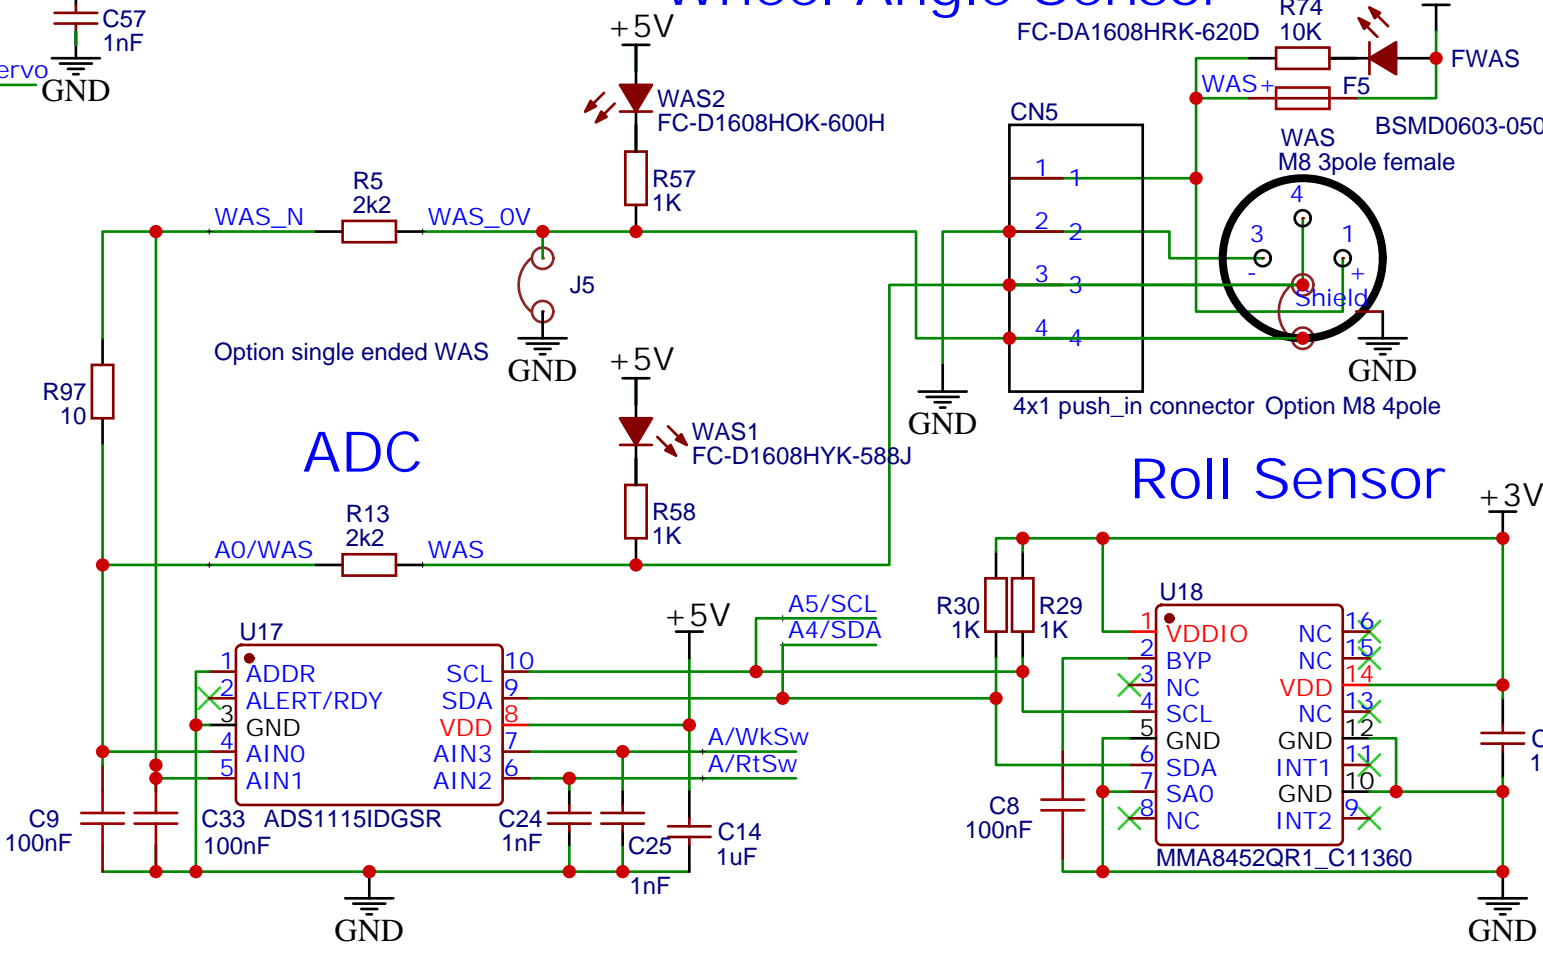 Wheel Angle Sensor
C57
1nF
ervo
GND
+5V
WAS2
FC-D1608HOK-600H
R57
1K
FC-DA1608HRK-620D
R74
10K
FWAS
WAS+
F5
BSMD0603-050
CN5
WAS
M8 3pole female
1
1
2
2
3
3
4
4
4
3
1
-
+
Shield
GND
GND
4x1 push_in connector
Option M8 4pole
R5
2k2
WAS_N
WAS_0V
J5
Option single ended WAS
GND
+5V
R97
10
ADC
WAS1
FC-D1608HYK-588J
R58
1K
R13
2k2
A0/WAS
WAS
Roll Sensor
+3V
+5V
A5/SCL
A4/SDA
U17
1
ADDR
SCL
10
2
ALERT/RDY
SDA
9
3
GND
VDD
8
4
AIN0
AIN3
7
A/WkSw
5
AIN1
AIN2
6
A/RtSw
ADS1115IDGSR
C9
100nF
C33
100nF
C24
1nF
C25
1nF
C14
1uF
GND
R30
1K
R29
1K
U18
1
VDDIO
NC
16
2
BYP
NC
15
3
NC
VDD
14
4
SCL
NC
13
5
GND
GND
12
6
SDA
INT1
11
7
SA0
GND
10
8
NC
INT2
9
MMA8452QR1_C11360
C8
100nF
C
1
GND